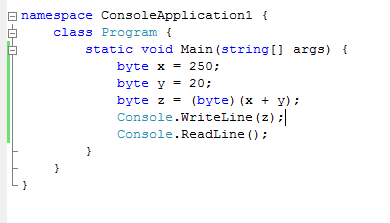 namespace ConsoleApplication1 {
    class Program {
        static void Main(string[] args) {
            byte x = 250;
            byte y = 20;
            byte z = (byte)(x + y);
            Console.WriteLine(z);
            Console.ReadLine();
        }
    }
}